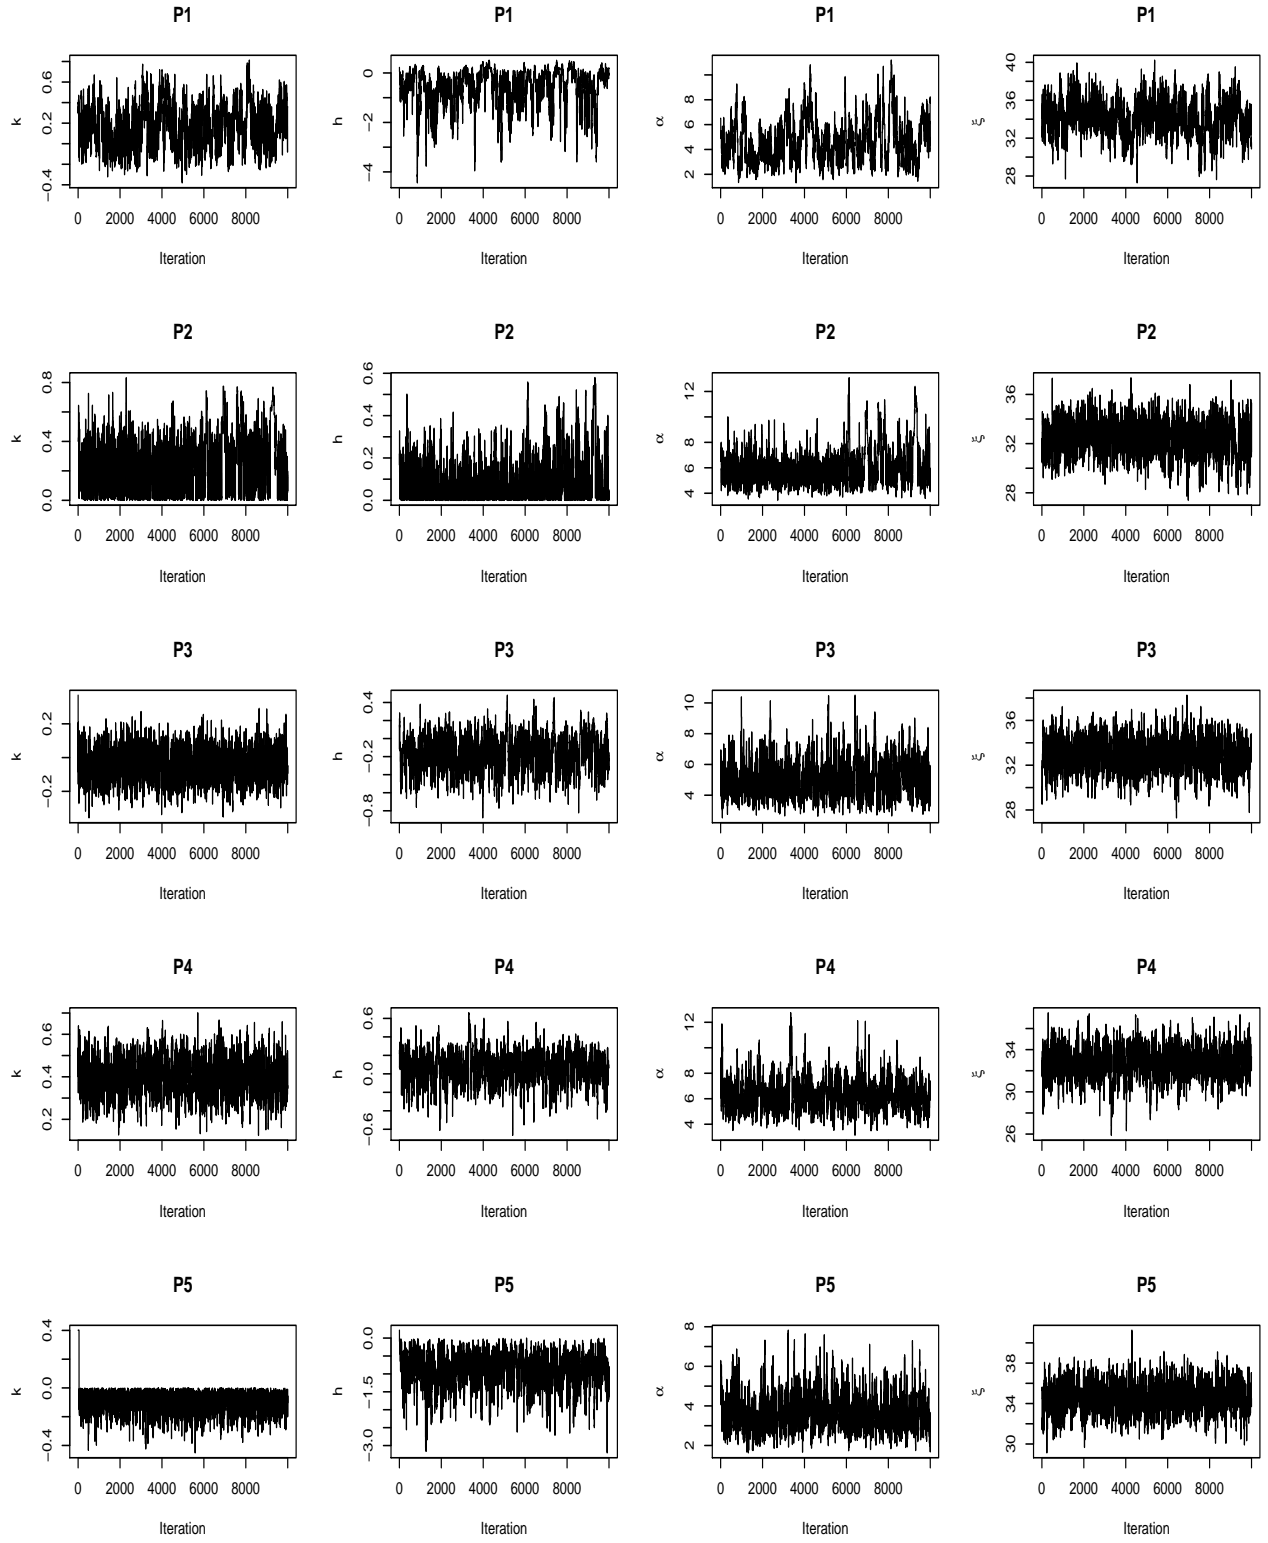 P1 P1 P1 P1
k −0.4 0.2 0.6
h −4 −2 0
α 2 4 6 8
ξ 28 32 36 40
0 2000 4000 6000 8000 0 2000 4000 6000 8000 0 2000 4000 6000 8000 0 2000 4000 6000 8000
Iteration Iteration Iteration Iteration
P2 P2 P2 P2
k 0.0 0.4 0.8
h 0.0 0.2 0.4 0.6
α 4 6 8 12
ξ 28 32 36
0 2000 4000 6000 8000 0 2000 4000 6000 8000 0 2000 4000 6000 8000 0 2000 4000 6000 8000
Iteration Iteration Iteration Iteration
P3 P3 P3 P3
k −0.2 0.2
h −0.8 −0.2 0.4
α 4 6 8 10
ξ 28 32 36
0 2000 4000 6000 8000 0 2000 4000 6000 8000 0 2000 4000 6000 8000 0 2000 4000 6000 8000
Iteration Iteration Iteration Iteration
P4 P4 P4 P4
k 0.2 0.4 0.6
h −0.6 0.0 0.6
α 4 6 8 12
ξ 26 30 34
0 2000 4000 6000 8000 0 2000 4000 6000 8000 0 2000 4000 6000 8000 0 2000 4000 6000 8000
Iteration Iteration Iteration Iteration
P5 P5 P5 P5
k −0.4 0.0 0.4
h −3.0 −1.5 0.0
α 2 4 6 8
ξ 30 34 38
0 2000 4000 6000 8000 0 2000 4000 6000 8000 0 2000 4000 6000 8000 0 2000 4000 6000 8000
Iteration Iteration Iteration Iteration